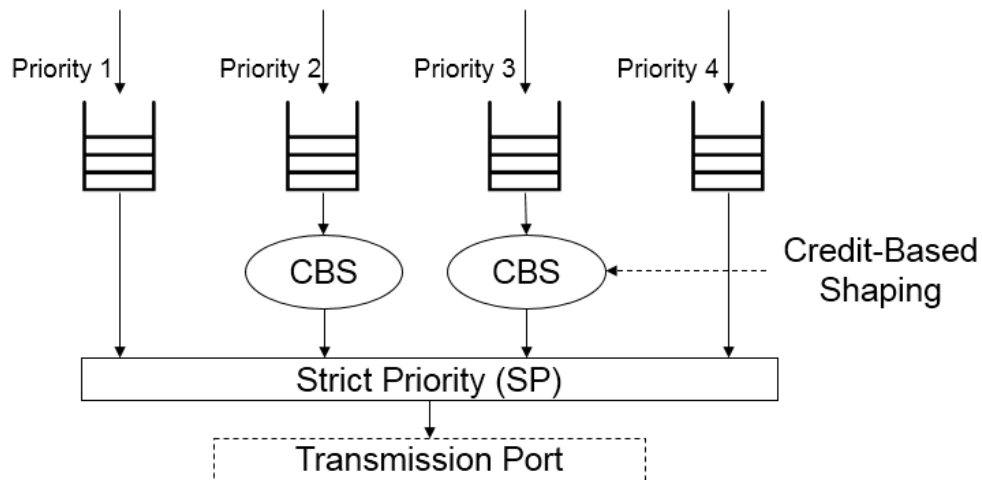 Priority 1
Priority 2
Priority 3
Priority 4
CBS
CBS
Credit-Based
Shaping
Strict Priority (SP)
Transmission Port